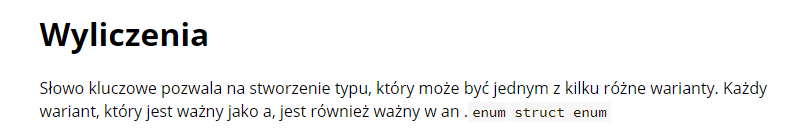 Wyliczenia
Słowo kluczowe pozwala na stworzenie typu, który może być jednym z kilku różne warianty. Każdy
wariant, który jest ważny jako a, jest również ważny w an . enum struct enum